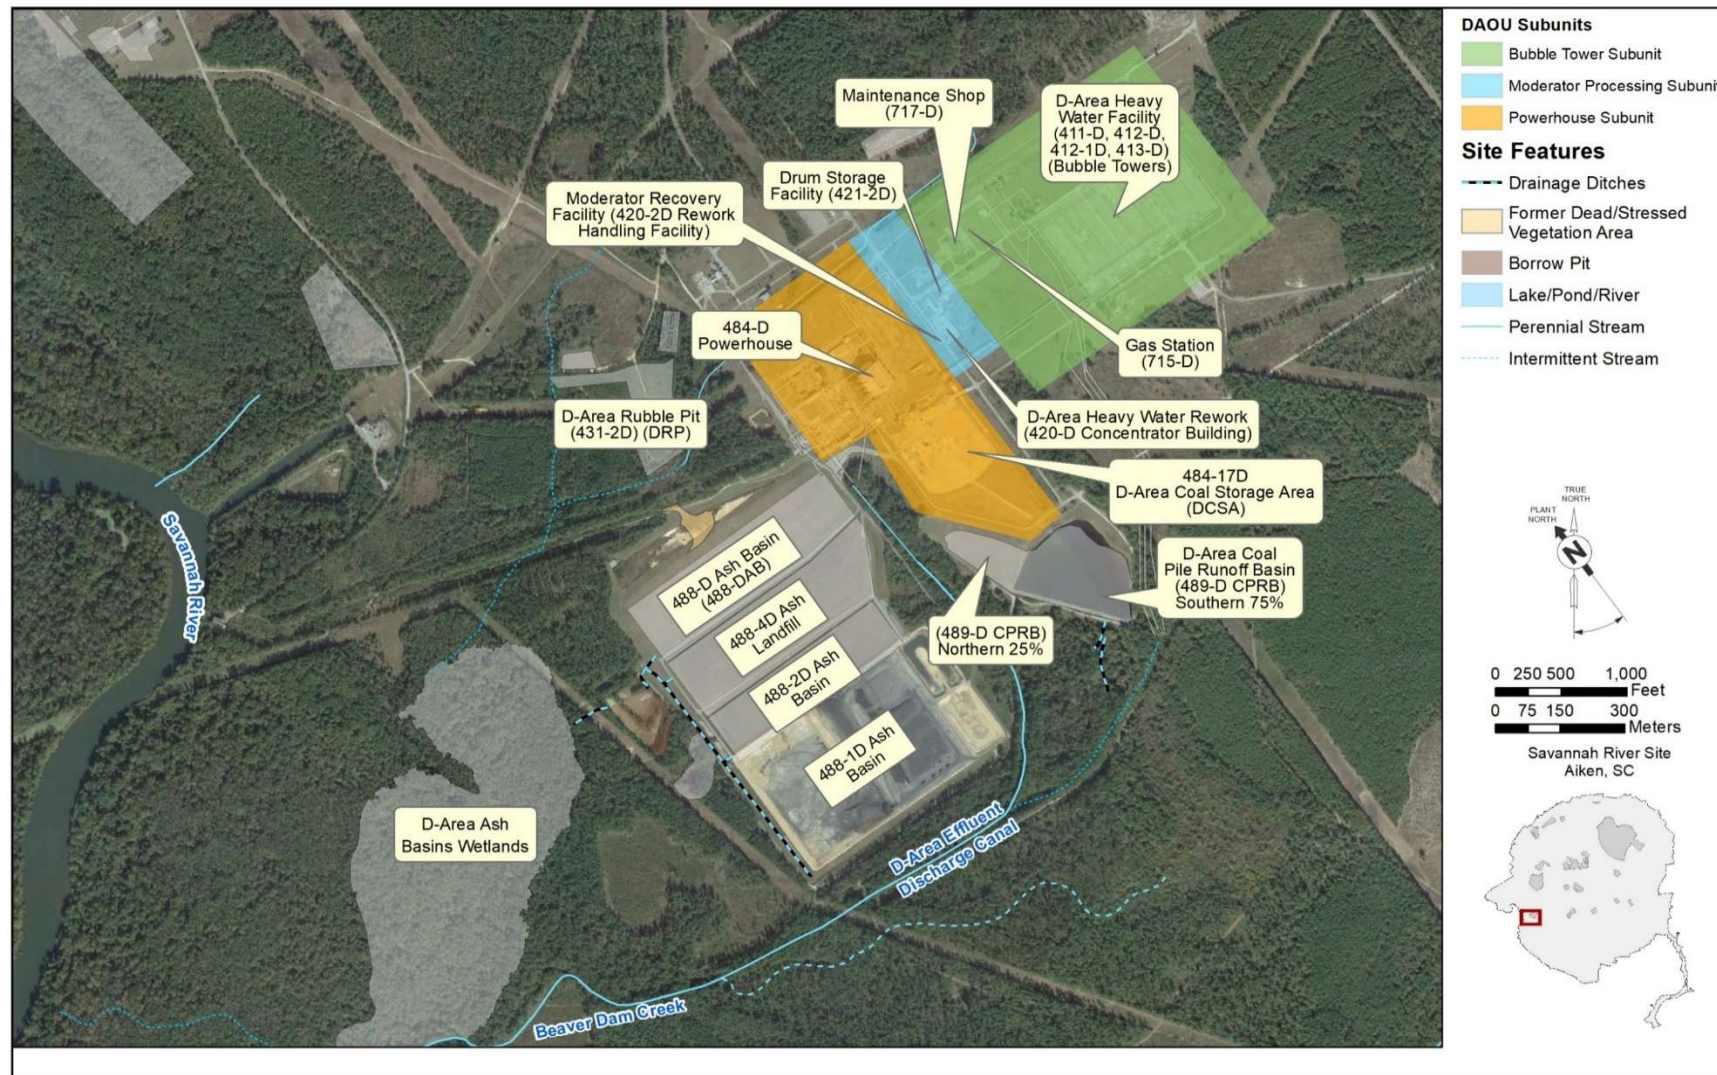 Maintenance Shop
(717-D)
D-Area Heavy
Water Facility
(411-D, 412-D,
412-1D, 413-D)
(Bubble Towers)
Drum Storage
Facility (421-2D)
Moderator Recovery
Facility (420-2D Rework
Handling Facility)
484-D
Powerhouse
Gas Station
(715-D)
D-Area Rubble Pit
(431-2D) (DRP)
D-Area Heavy Water Rework
(420-D Concentrator Building)
484-17D
D-Area Coal Storage Area
(DCSA)
Savannah River
488-D Ash Basin
(488-DAB)
488-4D Ash
Landfill
488-2D Ash
Basin
488-1D Ash
Basin
D-Area Coal
Pile Runoff Basin
(489-D CPRB)
Southern 75%
(489-D CPRB)
Northern 25%
D-Area Ash
Basins Wetlands
D-Area Effluent
Discharge Canal
Beaver Dam Creek
DAOU Subunits
Bubble Tower Subunit
Moderator Processing Subunit
Powerhouse Subunit
Site Features
Drainage Ditches
Former Dead/Stressed
Vegetation Area
Borrow Pit
Lake/Pond/River
Perennial Stream
Intermittent Stream
TRUE
NORTH
PLANT
NORTH
N
0 250 500 1,000
Feet
0 75 150 300
Meters
Savannah River Site
Aiken, SC